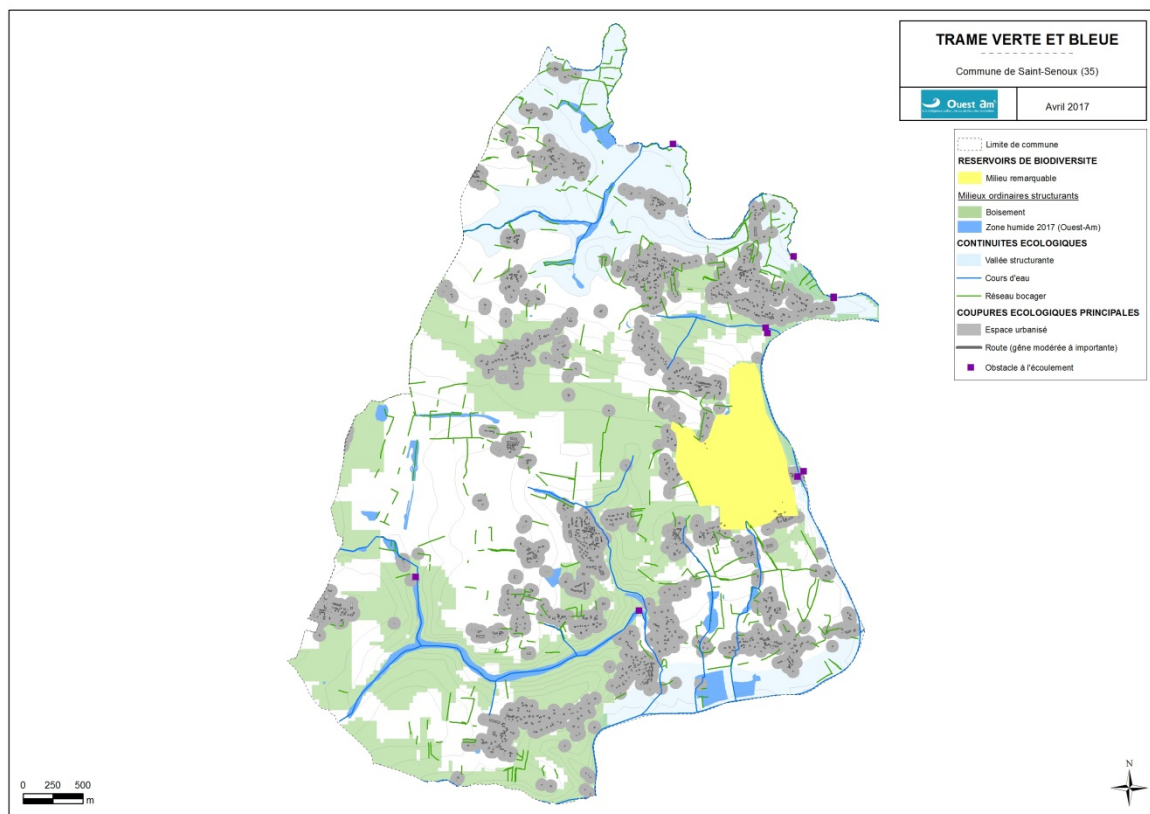 TRAME VERTE ET BLEUE
Commune de Saint-Senoux (35)
Ouest am'
Avril 2017
Limite de commune
RESERVOIRS DE BIODIVERSITE
Milieu remarquable
Milieux ordinaires structurants
Boisement
Zone humide 2017 (Ouest-Am)
CONTINUITES ECOLOGIQUES
Vallée structurante
Cours d'eau
Réseau bocager
COUPURES ECOLOGIQUES PRINCIPALES
Espace urbanisé
Route (gêne modérée à importante)
Obstacle à l'écoulement
0 250 500
m
N